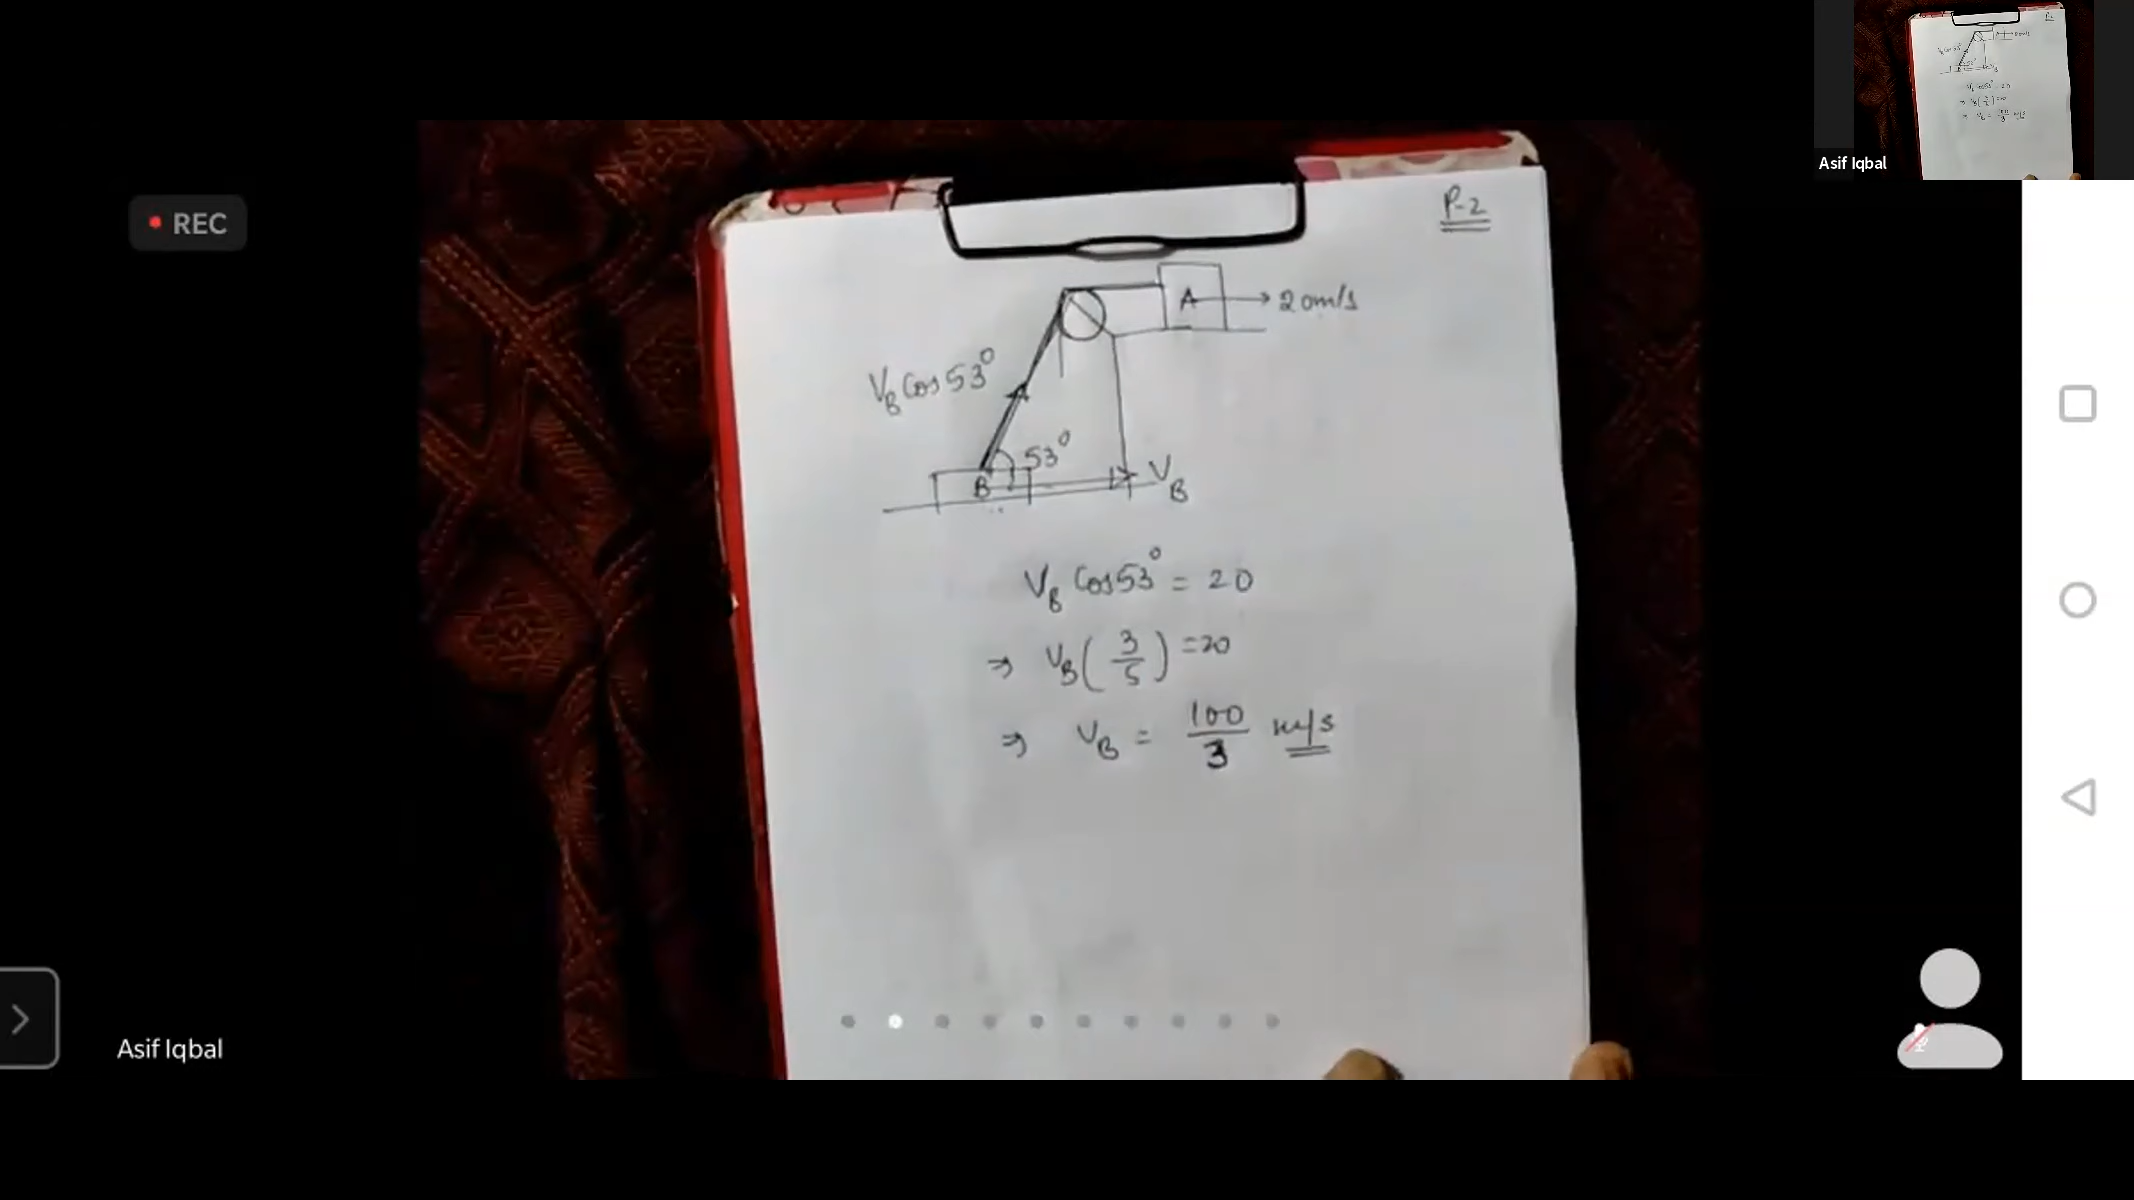 Asif Iqbal
REC
P-2
A
20m/s
V_B Cos 53°
53°
B
V_B
V_B Cos 53° = 20
⇒ V_B (3/5) = 20
⇒ V_B = 100/3 m/s
Asif Iqbal